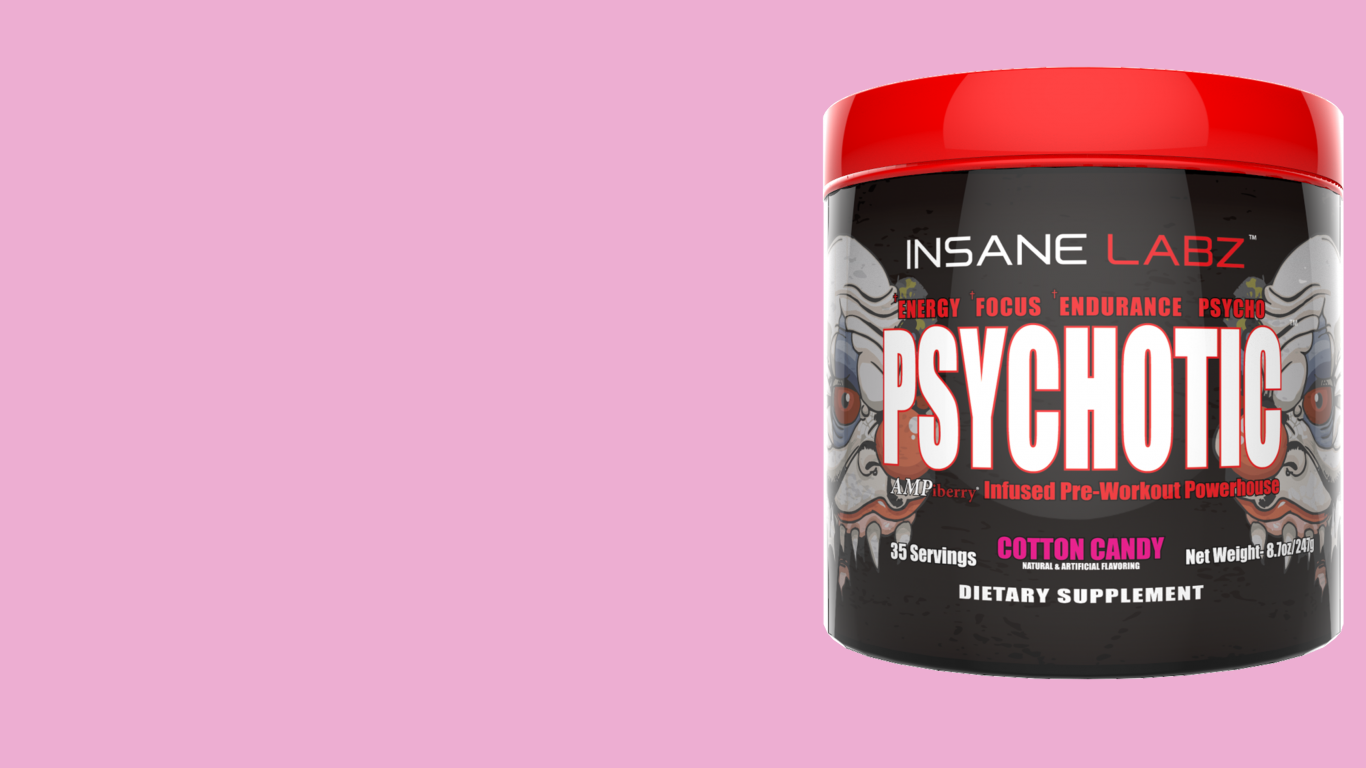 INSANE LABZ™
†ENERGY †FOCUS †ENDURANCE PSYCHO
PSYCHOTIC™
AMPiberry® Infused Pre-Workout Powerhouse
35 Servings COTTON CANDY Net Weight- 8.7oz/247g
NATURAL & ARTIFICIAL FLAVORING
DIETARY SUPPLEMENT